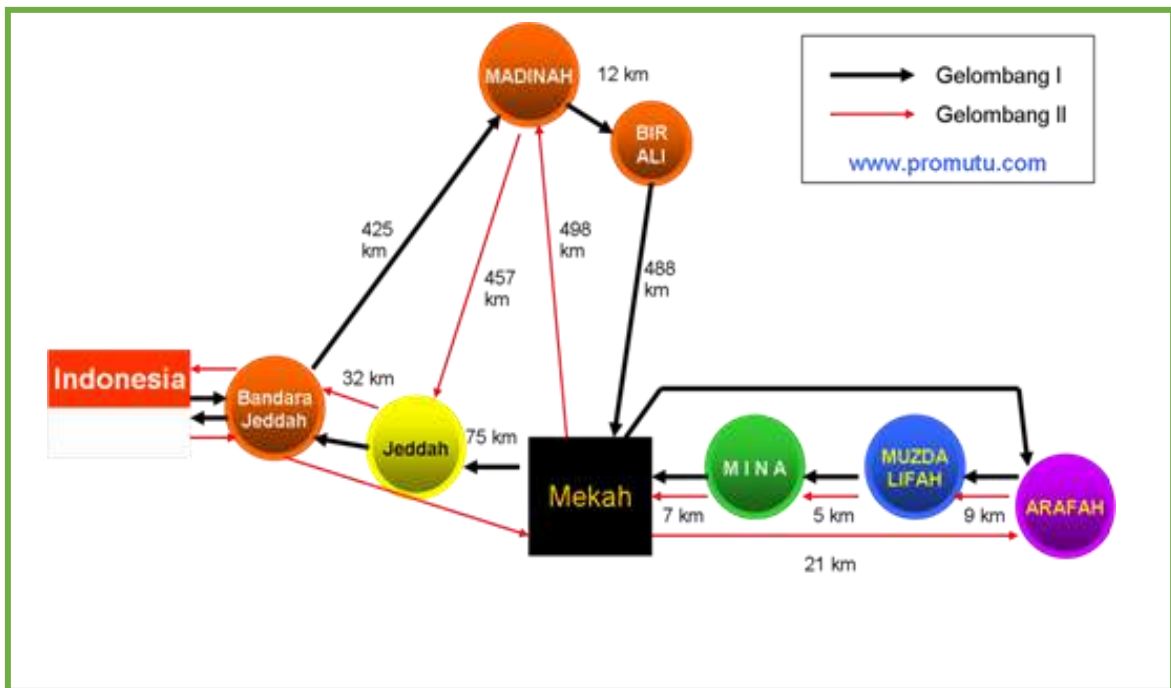 MADINAH
12 km
BIR
ALI
Gelombang I
Gelombang II
www.promutu.com
425
km
498
km
457
km
488
km
Indonesia
Bandara
Jeddah
32 km
Jeddah
75 km
Mekah
7 km
M I N A
5 km
MUZDA
LIFAH
9 km
ARAFAH
21 km